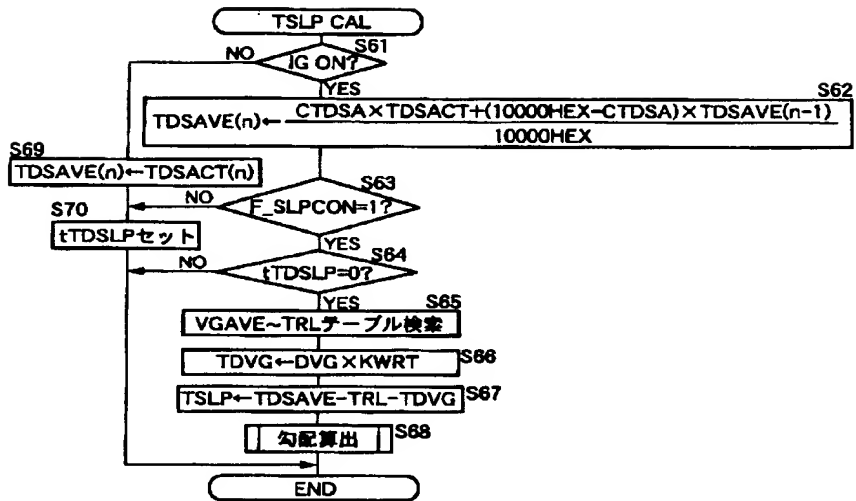 TSLP CAL
S61
IG ON?
NO
YES
S62
TDSAVE(n)← CTDSA×TDSACT+(10000HEX-CTDSA)×TDSAVE(n-1)
10000HEX
S69
TDSAVE(n)←TDSACT(n)
S63
F_SLPCON=1?
NO
YES
S70
tTDSLPセット
S64
tTDSLP=0?
NO
YES
S65
VGAVE~TRLテーブル検索
TDVG←DVG×KWRT
S66
TSLP←TDSAVE-TRL-TDVG
S67
勾配算出
S68
END